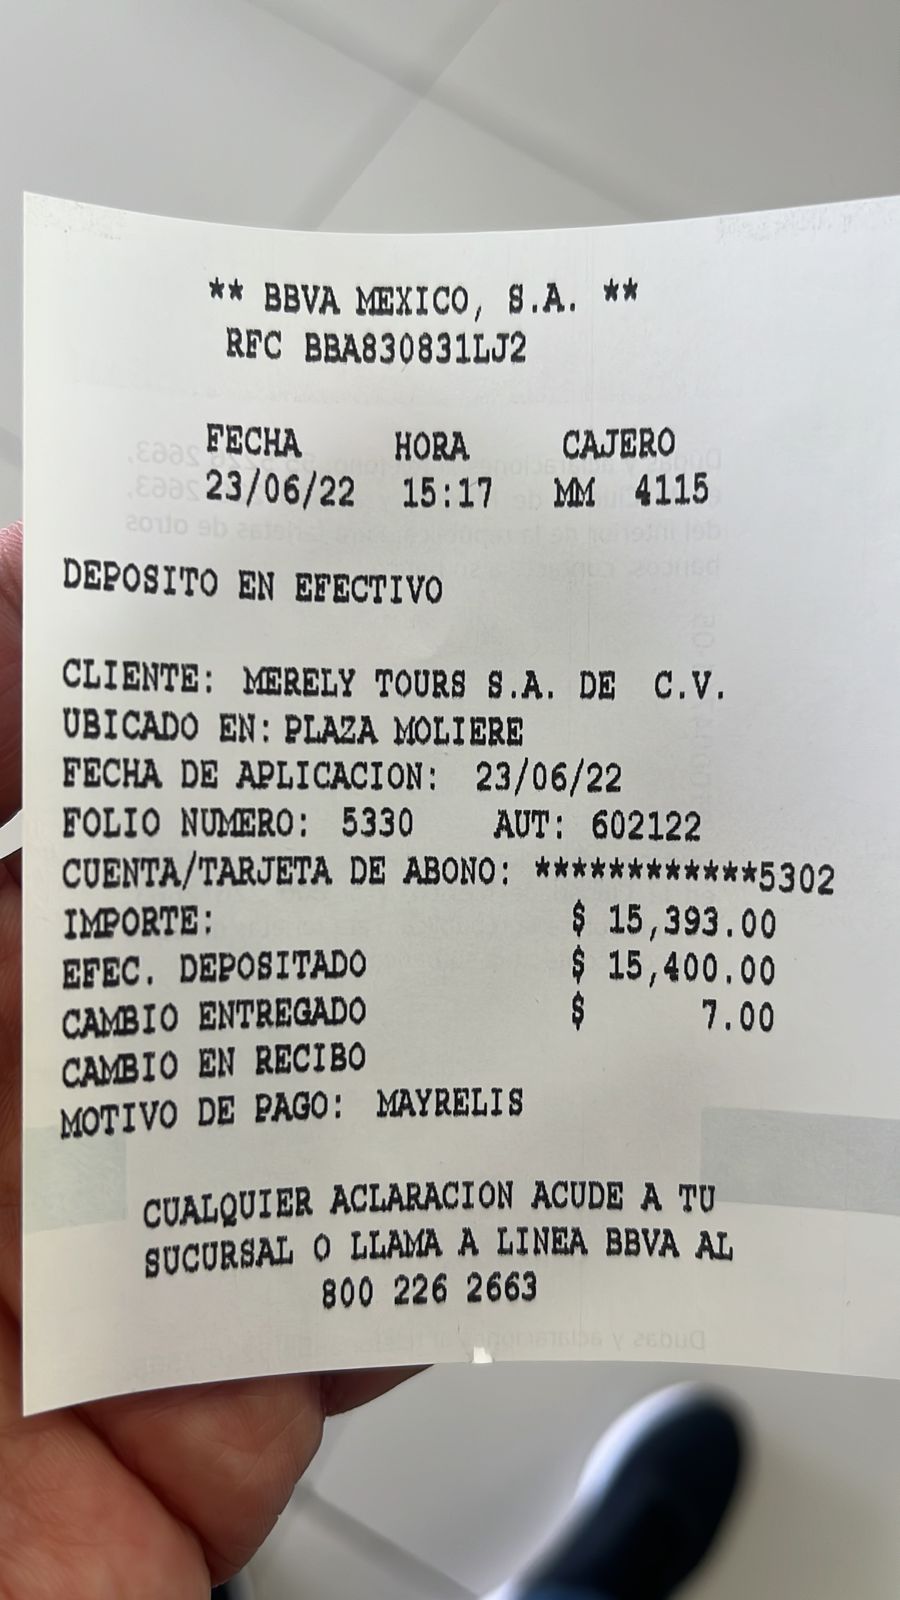 ** BBVA MEXICO, S.A. **
RFC BBA830831LJ2
FECHA HORA CAJERO
23/06/22 15:17 MM 4115
DEPOSITO EN EFECTIVO
CLIENTE: MERELY TOURS S.A. DE C.V.
UBICADO EN: PLAZA MOLIERE
FECHA DE APLICACION: 23/06/22
FOLIO NUMERO: 5330 AUT: 602122
CUENTA/TARJETA DE ABONO: ************5302
IMPORTE: $ 15,393.00
EFEC. DEPOSITADO $ 15,400.00
CAMBIO ENTREGADO $ 7.00
CAMBIO EN RECIBO
MOTIVO DE PAGO: MAYRELIS
CUALQUIER ACLARACION ACUDE A TU
SUCURSAL O LLAMA A LINEA BBVA AL
800 226 2663